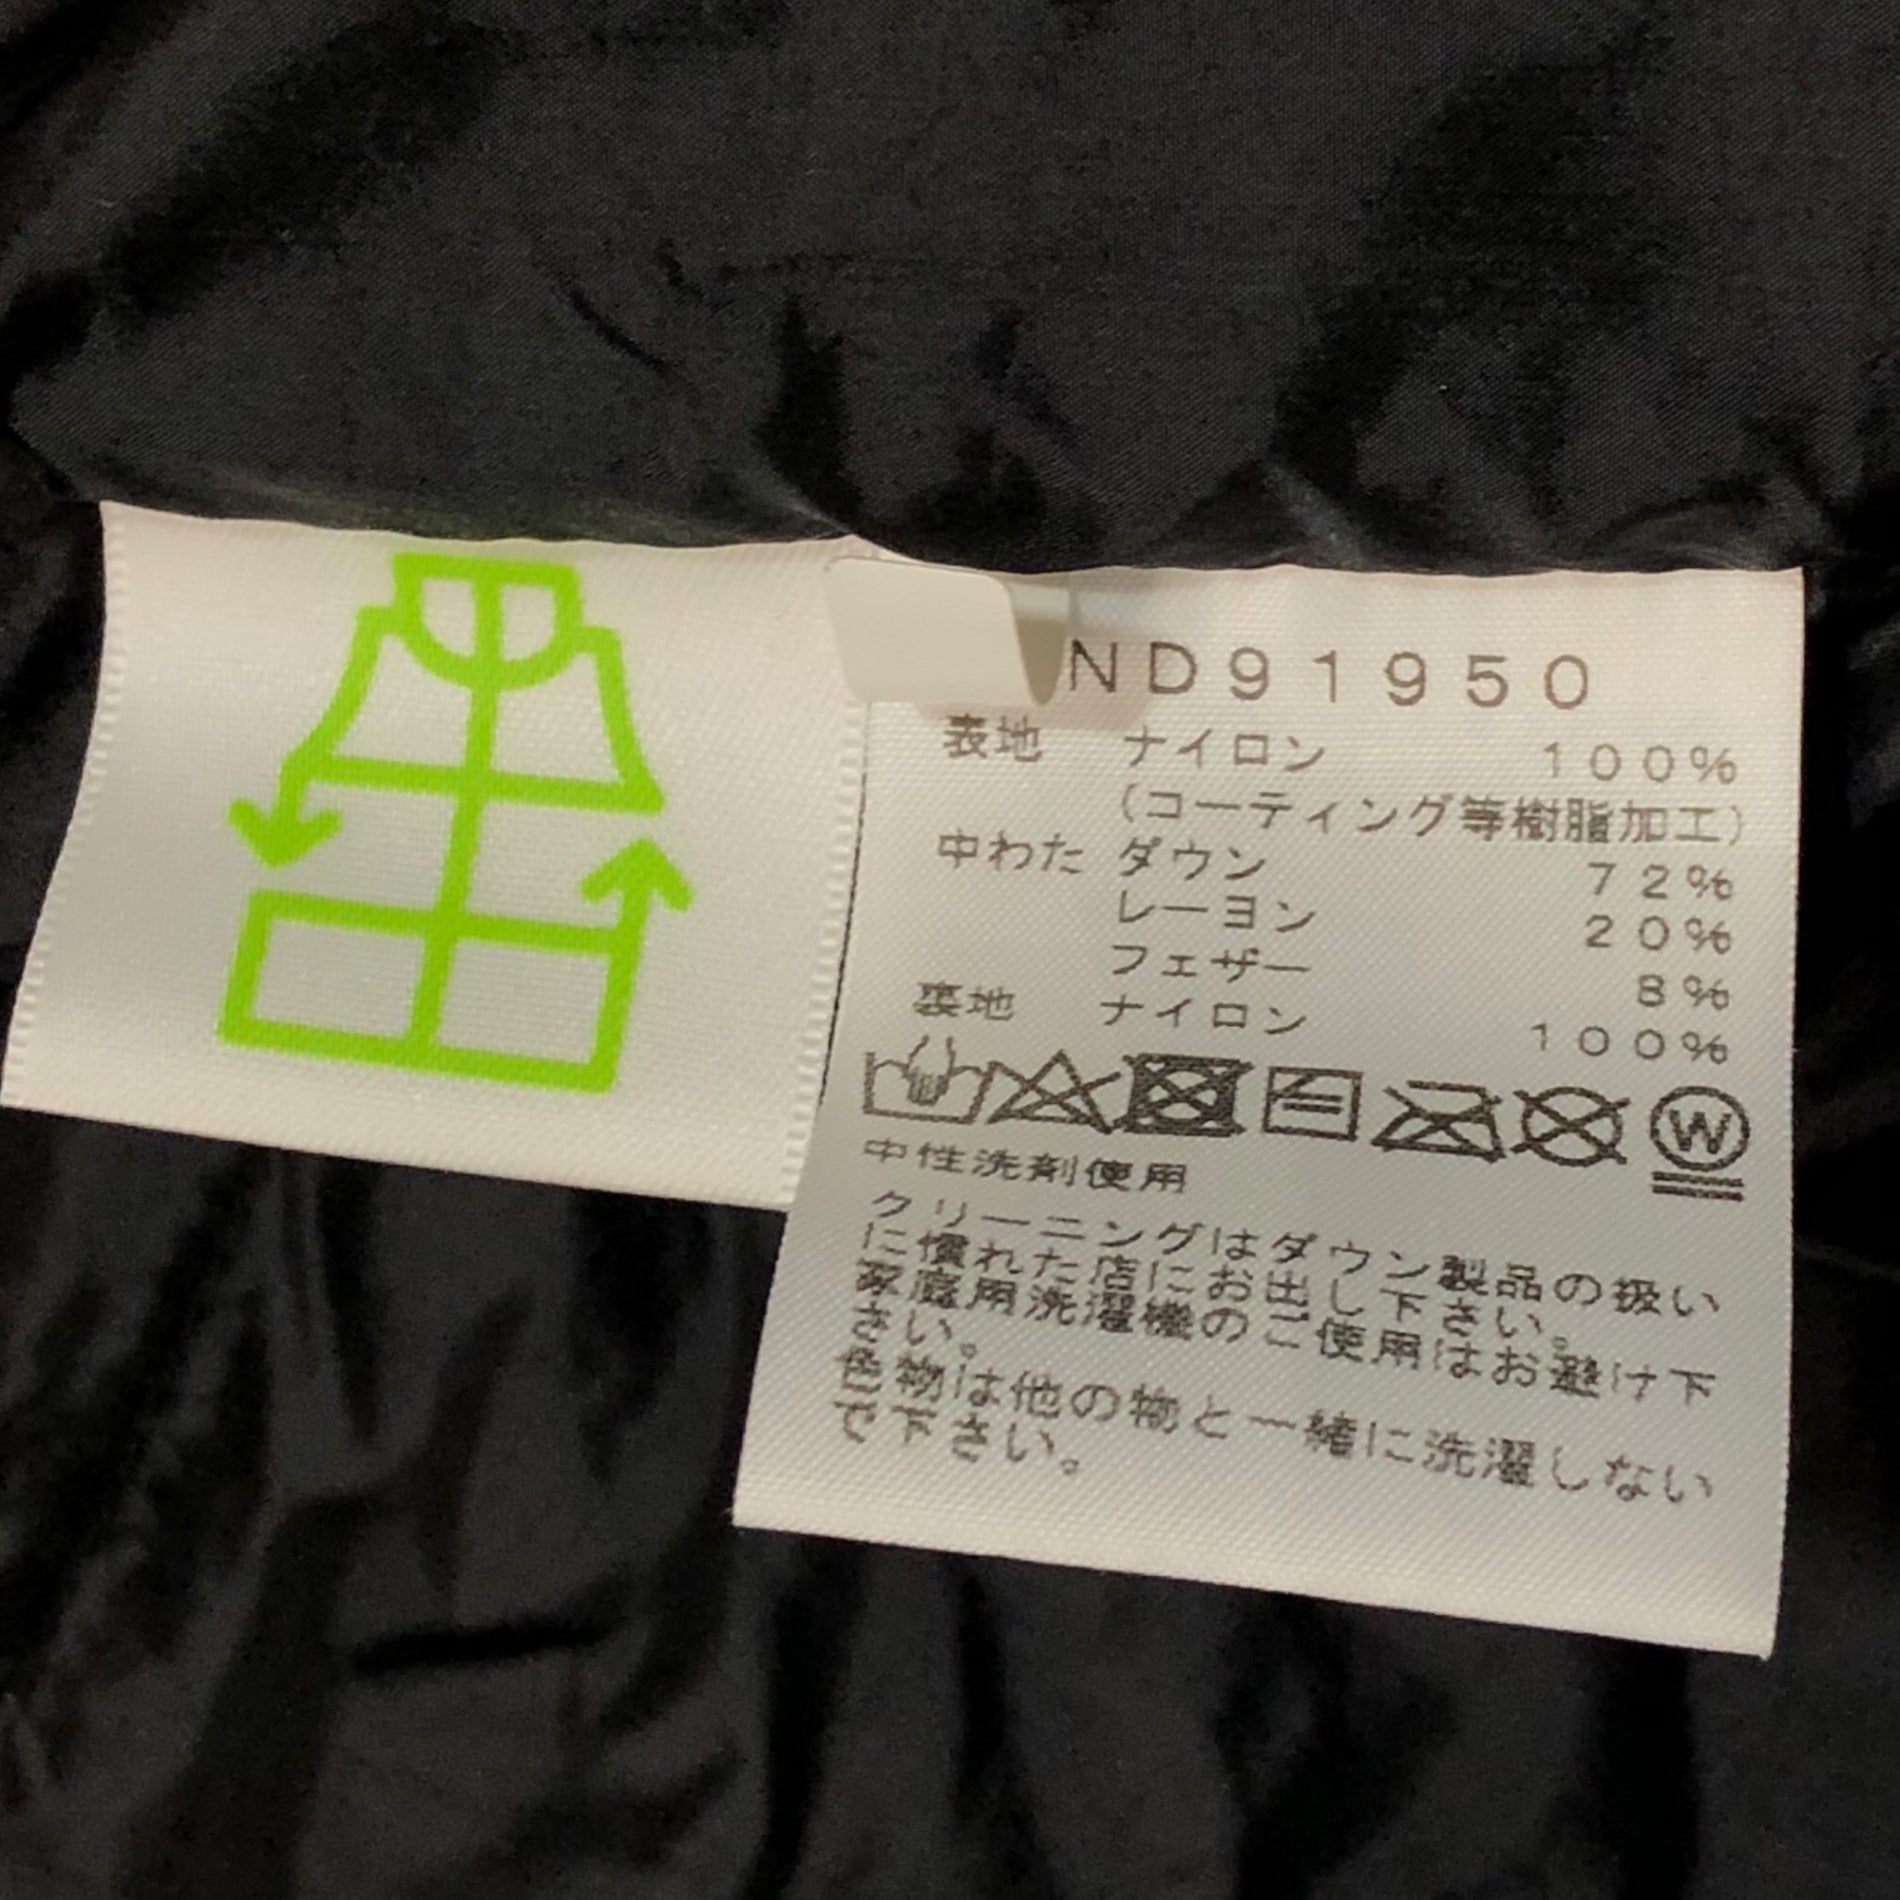 ND91950
表地 ナイロン 100%
(コーティング等樹脂加工)
中わた ダウン 72%
レーヨン 20%
フェザー 8%
裏地 ナイロン 100%
W
中性洗剤使用
クリーニングはダウン製品の扱い
に慣れた店にお出し下さい。
家庭用洗濯機のご使用はお避け下
さい。
色物は他の物と一緒に洗濯しない
で下さい。